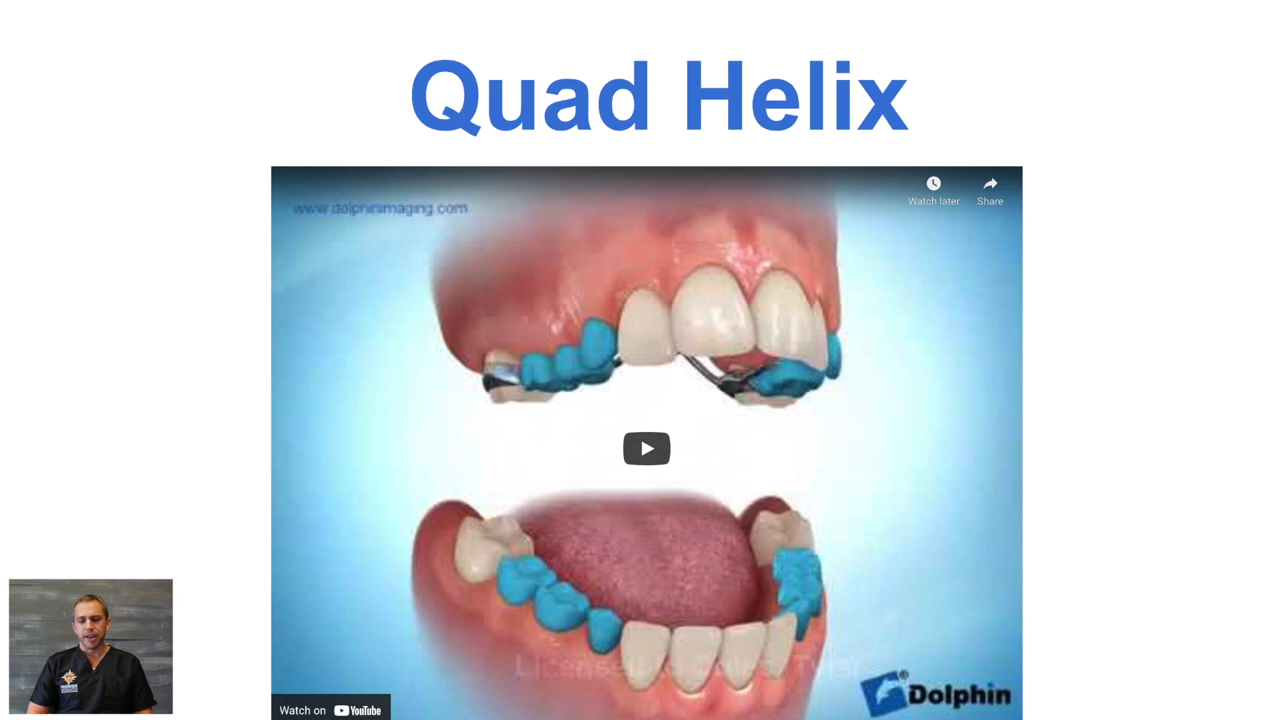 Quad Helix
www.dolphinimaging.com
Watch later
Share
Watch on YouTube
Dolphin